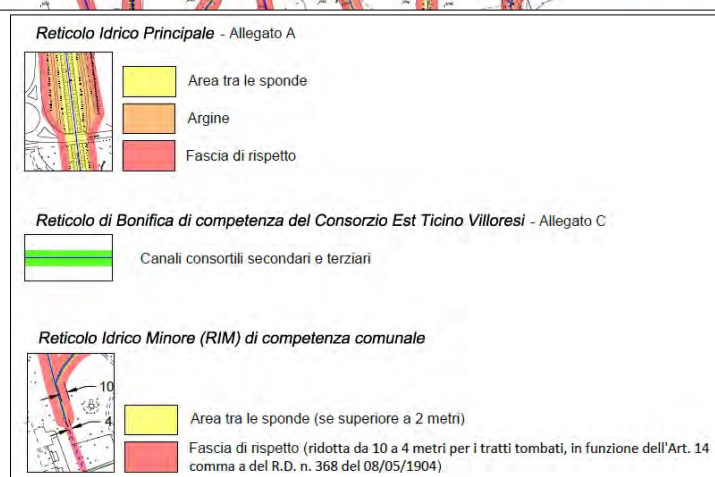 Reticolo Idrico Principale - Allegato A
Area tra le sponde
Argine
Fascia di rispetto
Reticolo di Bonifica di competenza del Consorzio Est Ticino Villoresi - Allegato C
Canali consortili secondari e terziari
Reticolo Idrico Minore (RIM) di competenza comunale
10
4
Area tra le sponde (se superiore a 2 metri)
Fascia di rispetto (ridotta da 10 a 4 metri per i tratti tombati, in funzione dell'Art. 14
comma a del R.D. n. 368 del 08/05/1904)